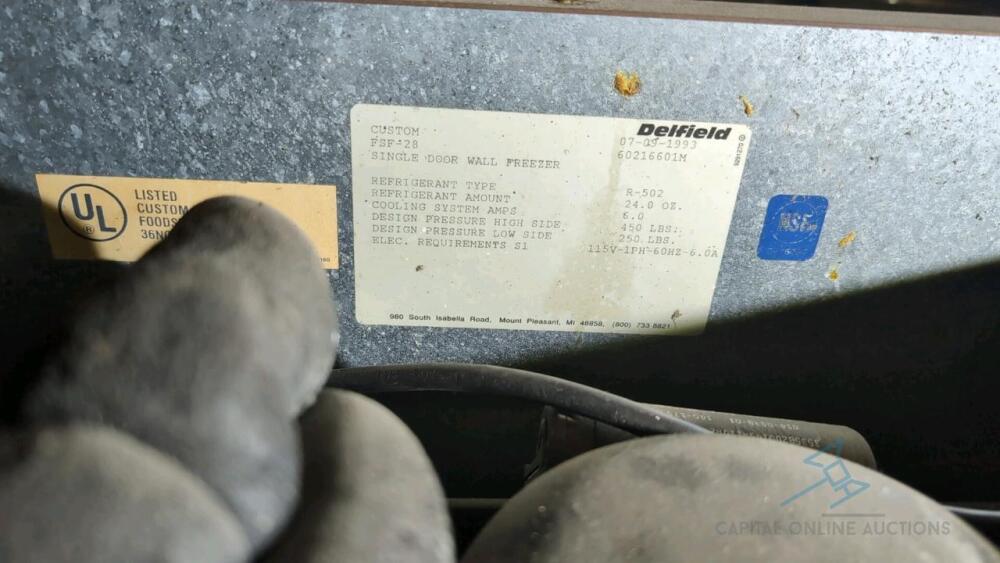 Delfield
CUSTOM 07-09-1993
FSF-28 60216601M
SINGLE DOOR WALL FREEZER
REFRIGERANT TYPE R-502
REFRIGERANT AMOUNT 24.0 OZ.
COOLING SYSTEM AMPS 6.0
DESIGN PRESSURE HIGH SIDE 450 LBS.
DESIGN PRESSURE LOW SIDE 250 LBS.
ELEC. REQUIREMENTS S1 115V-1PH-60HZ-6.0A
980 South Isabella Road, Mount Pleasant, MI 48858, (800) 733-8821
UL
LISTED
CUSTOM
FOODS
NSF
CAPITAL ONLINE AUCTIONS